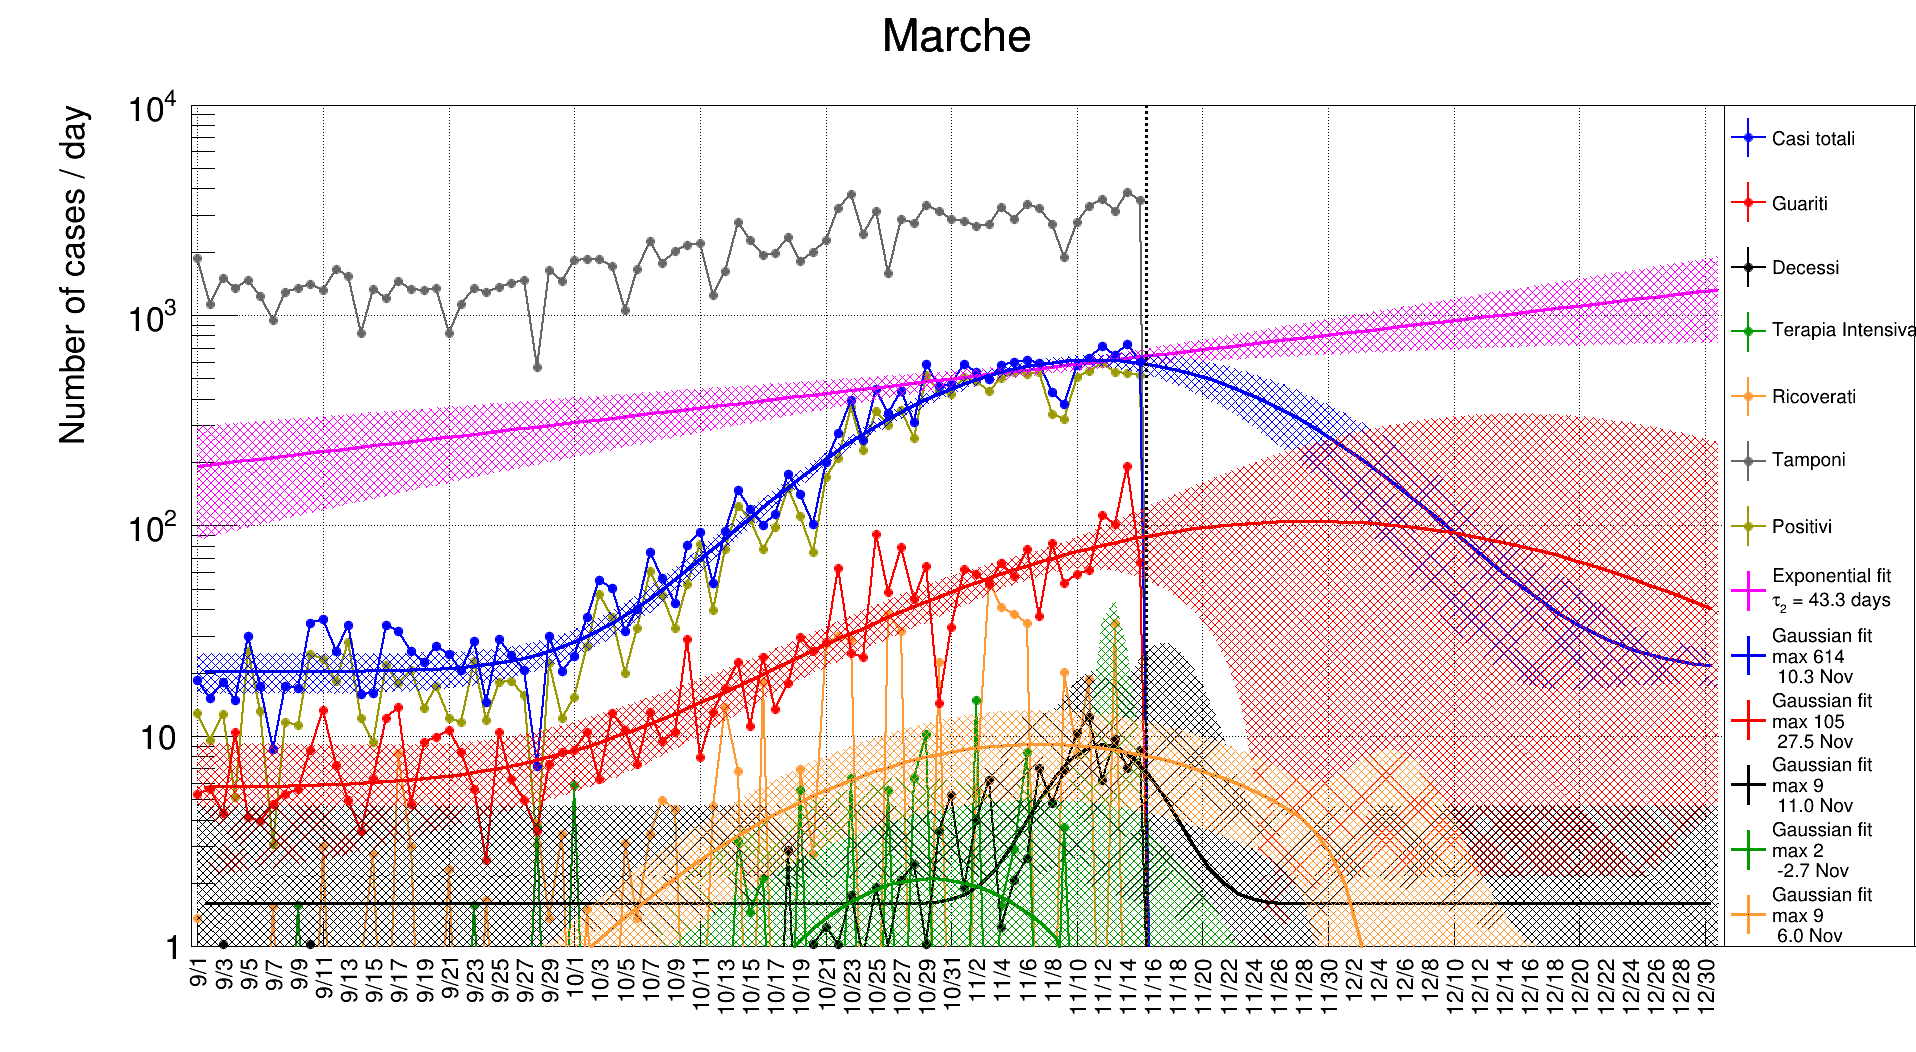 Marche
Number of cases / day
10^4
10^3
10^2
10
1
9/1
9/3
9/5
9/7
9/9
9/11
9/13
9/15
9/17
9/19
9/21
9/23
9/25
9/27
9/29
10/1
10/3
10/5
10/7
10/9
10/11
10/13
10/15
10/17
10/19
10/21
10/23
10/25
10/27
10/29
10/31
11/2
11/4
11/6
11/8
11/10
11/12
11/14
11/16
11/18
11/20
11/22
11/24
11/26
11/28
11/30
12/2
12/4
12/6
12/8
12/10
12/12
12/14
12/16
12/18
12/20
12/22
12/24
12/26
12/28
12/30
Casi totali
Guariti
Decessi
Terapia Intensiva
Ricoverati
Tamponi
Positivi
Exponential fit
τ2 = 43.3 days
Gaussian fit
max 614
10.3 Nov
Gaussian fit
max 105
27.5 Nov
Gaussian fit
max 9
11.0 Nov
Gaussian fit
max 2
-2.7 Nov
Gaussian fit
max 9
6.0 Nov